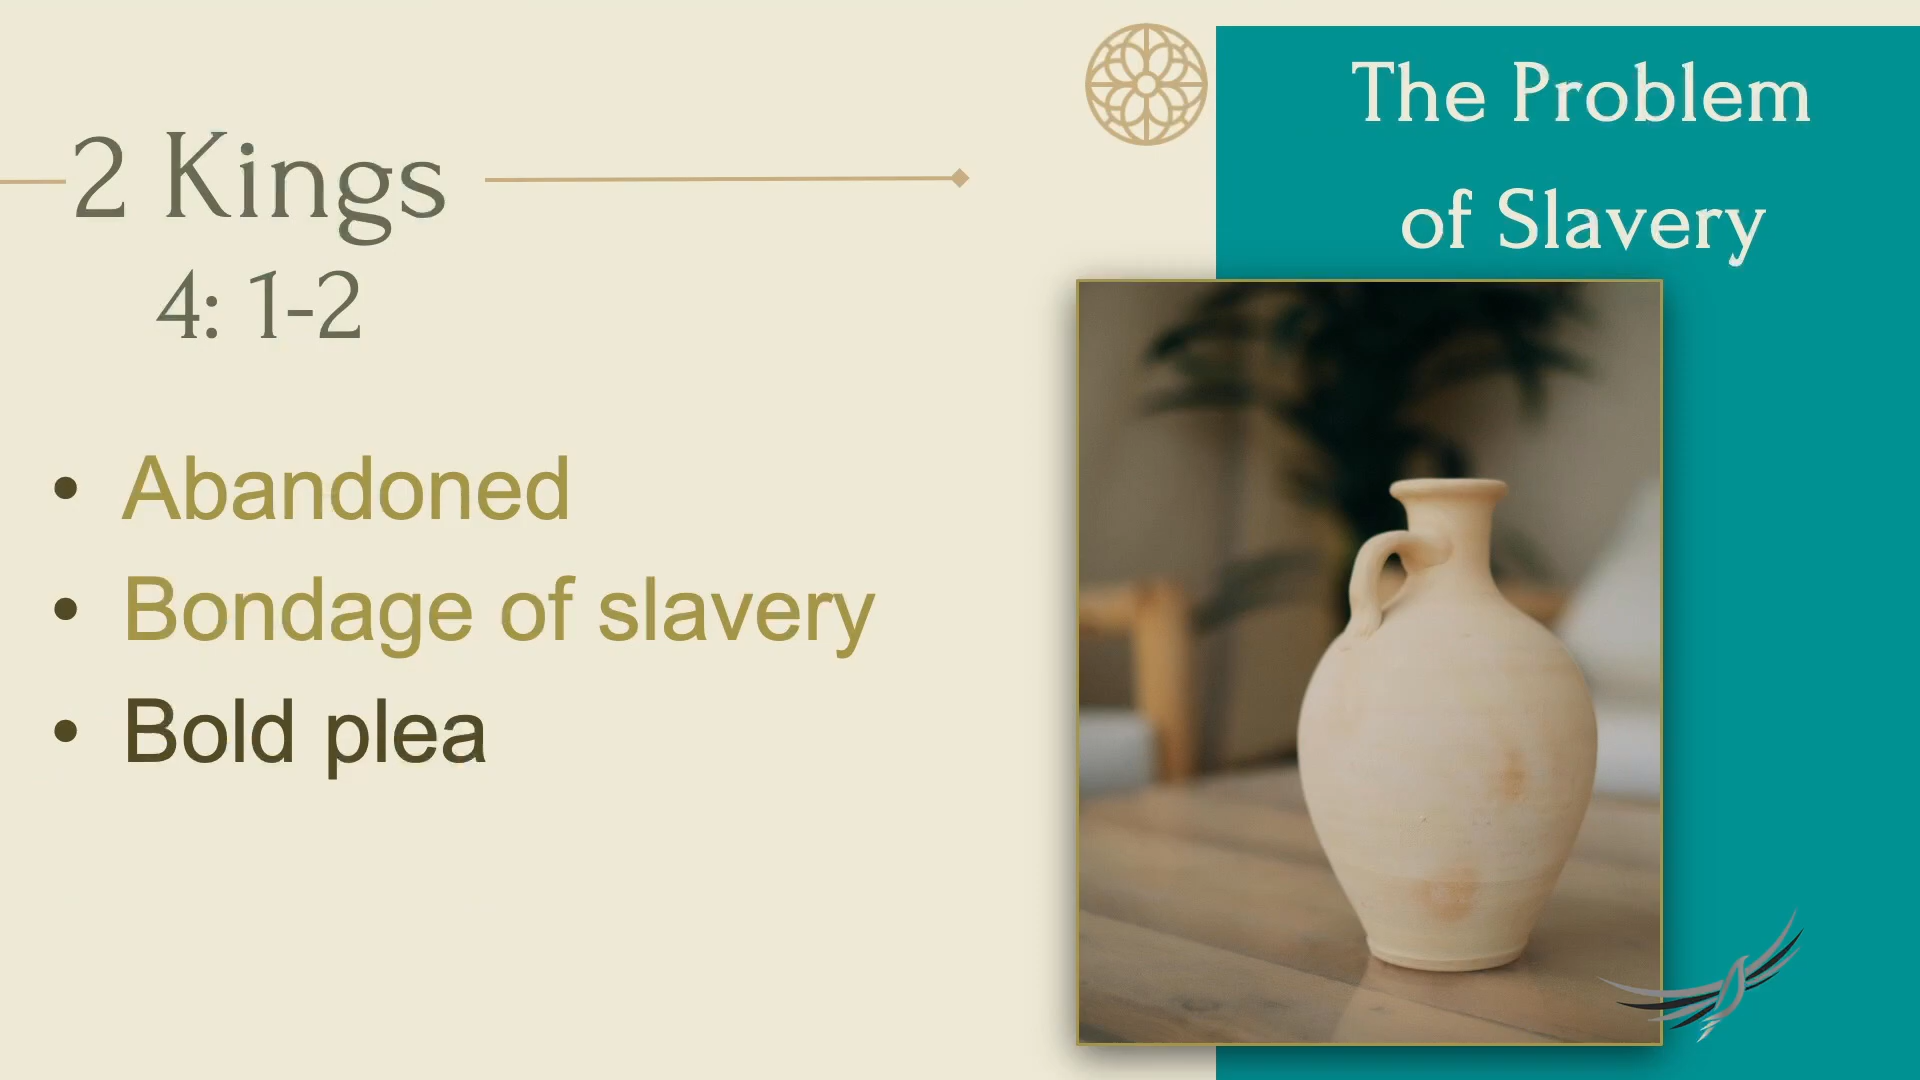 The Problem
of Slavery
2 Kings
4: 1-2
• Abandoned
• Bondage of slavery
• Bold plea